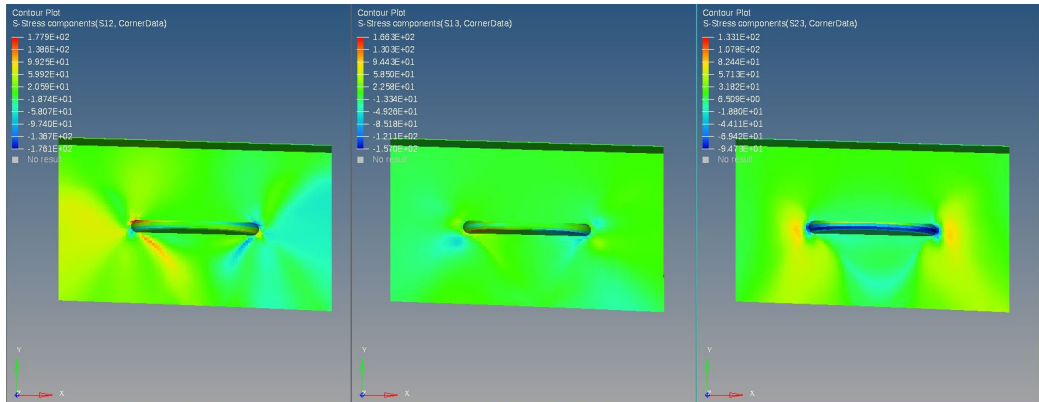 Contour Plot
S-Stress components(S12, CornerData)
1.779E+02
1.386E+02
9.925E+01
5.992E+01
2.059E+01
-1.874E+01
-5.807E+01
-9.740E+01
-1.367E+02
-1.761E+02
No result
Y
X
Contour Plot
S-Stress components(S13, CornerData)
1.663E+02
1.303E+02
9.443E+01
5.850E+01
2.258E+01
-1.334E+01
-4.926E+01
-8.518E+01
-1.211E+02
-1.570E+02
No result
Y
X
Contour Plot
S-Stress components(S23, CornerData)
1.331E+02
1.078E+02
8.244E+01
5.713E+01
3.182E+01
6.509E+00
-1.880E+01
-4.411E+01
-6.942E+01
-9.473E+01
No result
Y
X